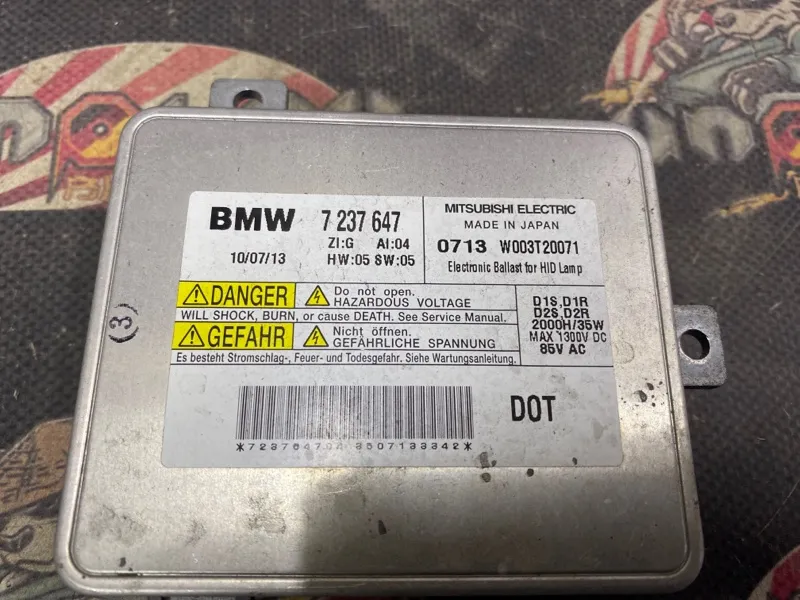 BMW 7 237 647
ZI:G AI:04
10/07/13 HW:05 SW:05
MITSUBISHI ELECTRIC
MADE IN JAPAN
0713 W003T20071
Electronic Ballast for HID Lamp
DANGER
Do not open.
HAZARDOUS VOLTAGE
WILL SHOCK, BURN, or cause DEATH. See Service Manual.
GEFAHR
Nicht öffnen.
GEFÄHRLICHE SPANNUNG
Es besteht Stromschlag-, Feuer- und Todesgefahr. Siehe Wartungsanleitung.
D1S,D1R
D2S,D2R
2000H/35W
MAX 1300V DC
85V AC
(3)
DOT